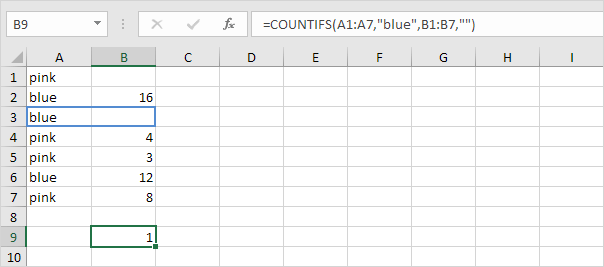 B9 fx =COUNTIFS(A1:A7,"blue",B1:B7,"")
A B C D E F G H I
1 pink
2 blue 16
3 blue
4 pink 4
5 pink 3
6 blue 12
7 pink 8
8
9 1
10